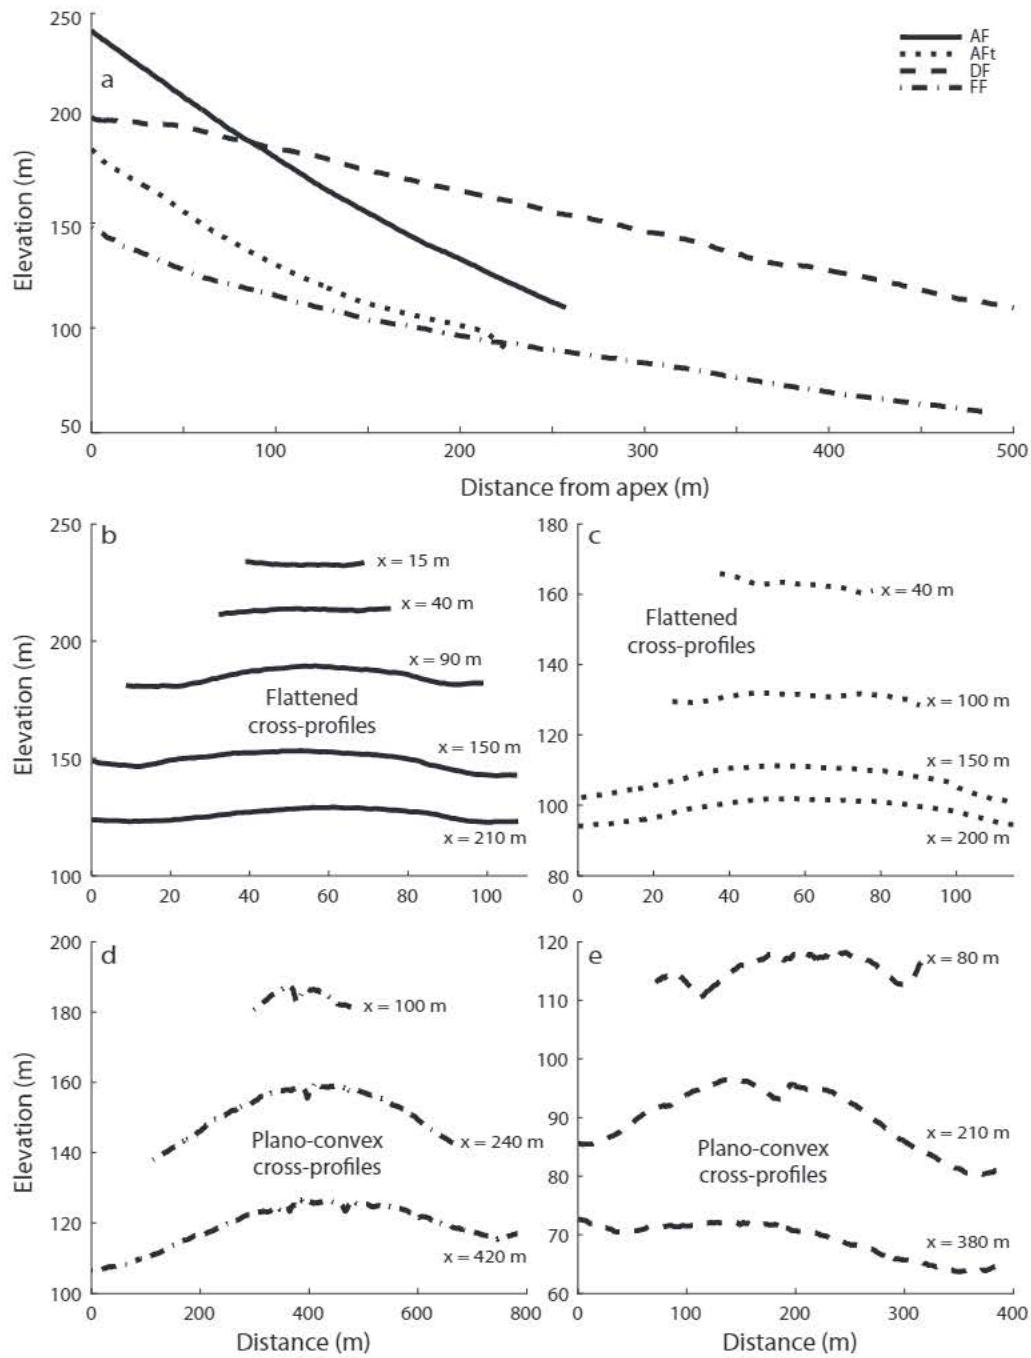 250
200
150
100
50
Elevation (m)
a
AF
AFt
DF
FF
0
100
200
300
400
500
Distance from apex (m)
250
200
150
100
Elevation (m)
b
x = 15 m
x = 40 m
x = 90 m
Flattened
cross-profiles
x = 150 m
x = 210 m
0
20
40
60
80
100
180
160
140
120
100
80
c
x = 40 m
Flattened
cross-profiles
x = 100 m
x = 150 m
x = 200 m
0
20
40
60
80
100
200
180
160
140
120
100
Elevation (m)
d
x = 100 m
x = 240 m
Plano-convex
cross-profiles
x = 420 m
0
200
400
600
800
Distance (m)
120
110
100
90
80
70
60
e
x = 80 m
x = 210 m
Plano-convex
cross-profiles
x = 380 m
0
100
200
300
400
Distance (m)